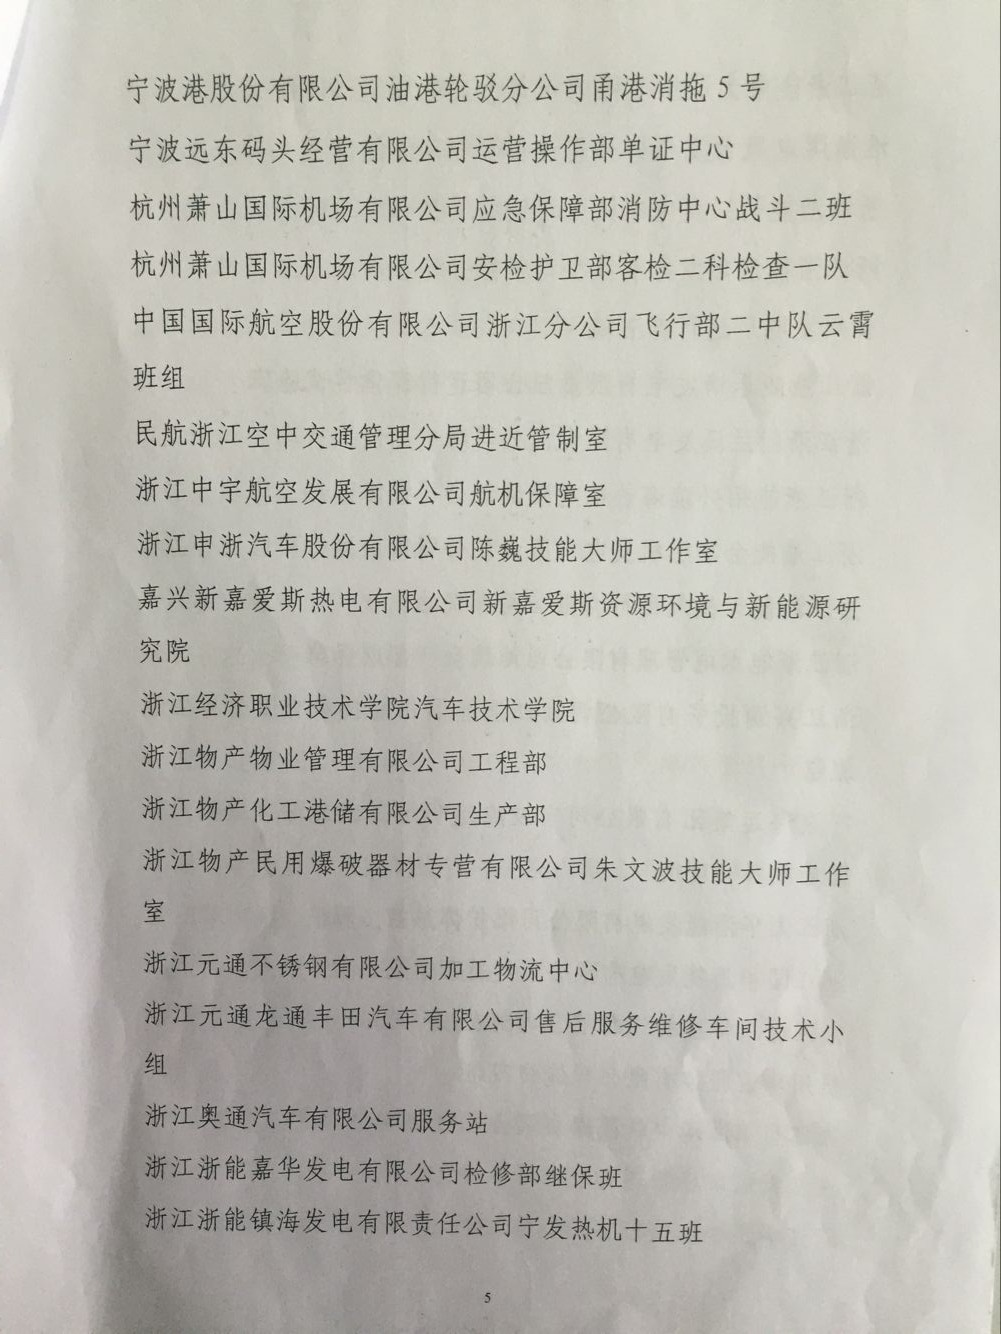 宁波港股份有限公司油港轮驳分公司甬港消拖 5 号
宁波远东码头经营有限公司运营操作部单证中心
杭州萧山国际机场有限公司应急保障部消防中心战斗二班
杭州萧山国际机场有限公司安检护卫部客检二科检查一队
中国国际航空股份有限公司浙江分公司飞行部二中队云霄
班组
民航浙江空中交通管理分局进近管制室
浙江中宇航空发展有限公司航机保障室
浙江申浙汽车股份有限公司陈巍技能大师工作室
嘉兴新嘉爱斯热电有限公司新嘉爱斯资源环境与新能源研
究院
浙江经济职业技术学院汽车技术学院
浙江物产物业管理有限公司工程部
浙江物产化工港储有限公司生产部
浙江物产民用爆破器材专营有限公司朱文波技能大师工作
室
浙江元通不锈钢有限公司加工物流中心
浙江元通龙通丰田汽车有限公司售后服务维修车间技术小
组
浙江奥通汽车有限公司服务站
浙江浙能嘉华发电有限公司检修部继保班
浙江浙能镇海发电有限责任公司宁发热机十五班
5